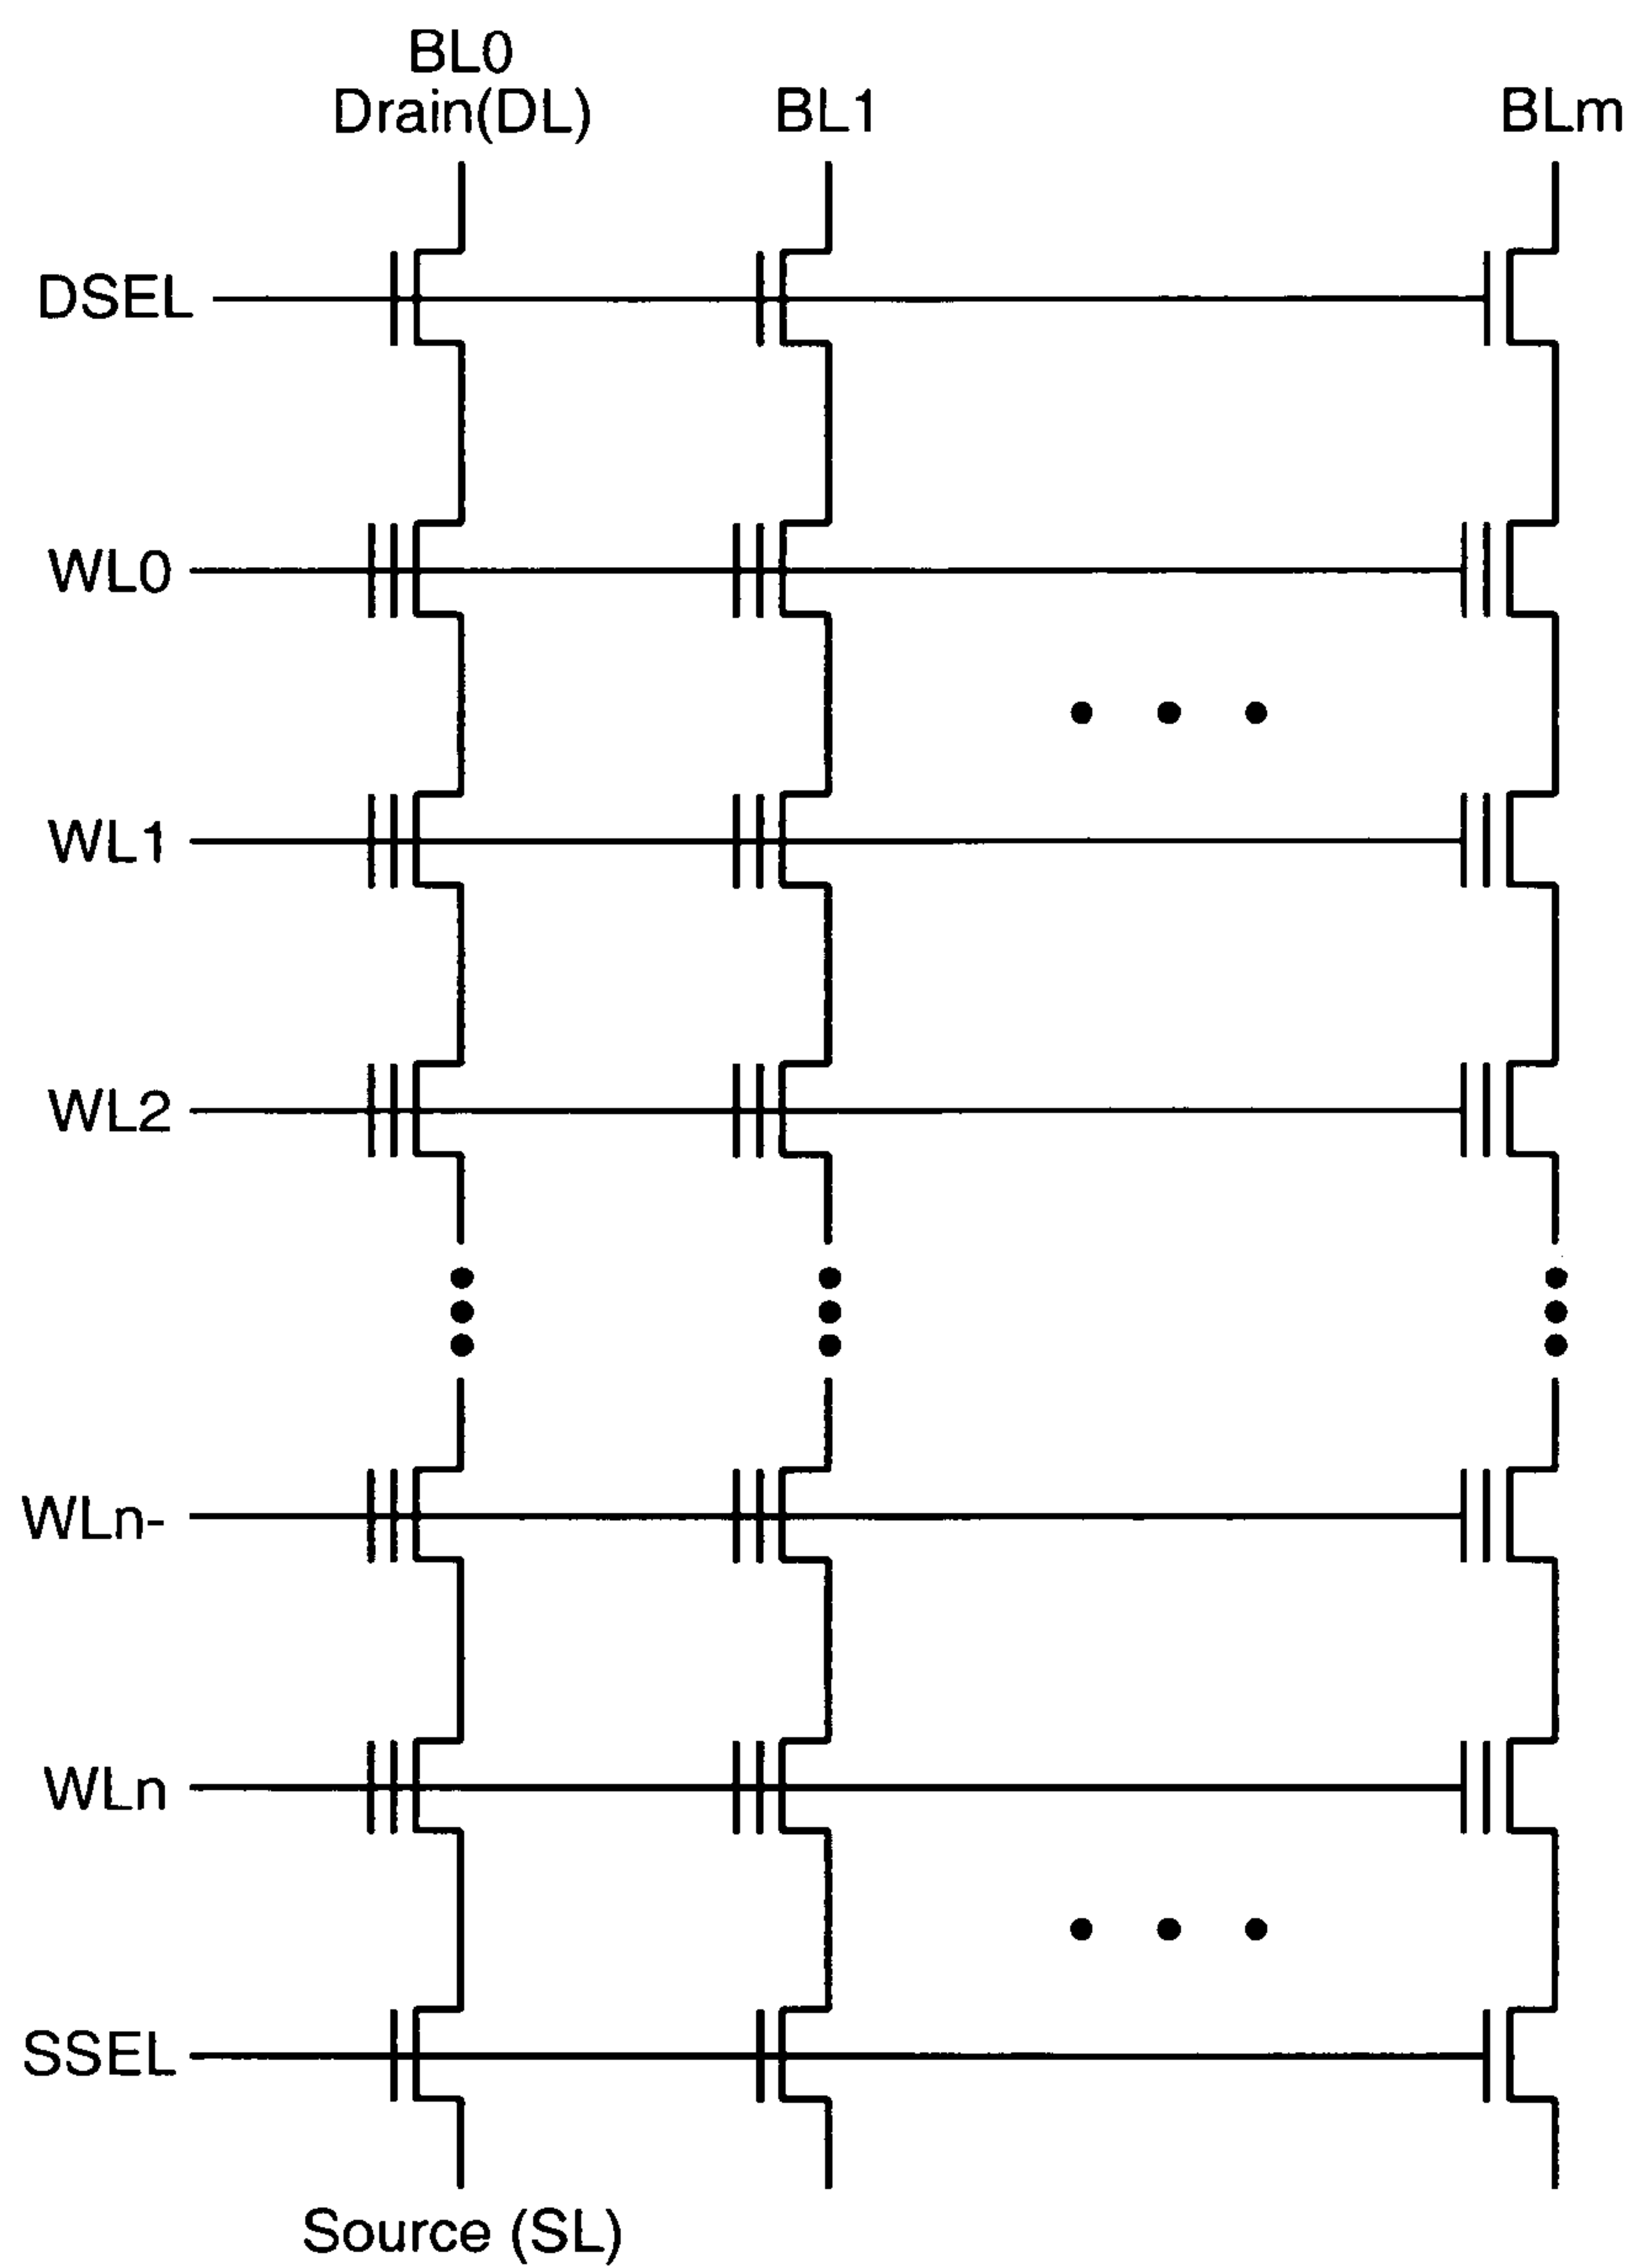 BL0
Drain(DL)
BL1
BLm
DSEL
WL0
WL1
WL2
WLn-
WLn
SSEL
Source (SL)